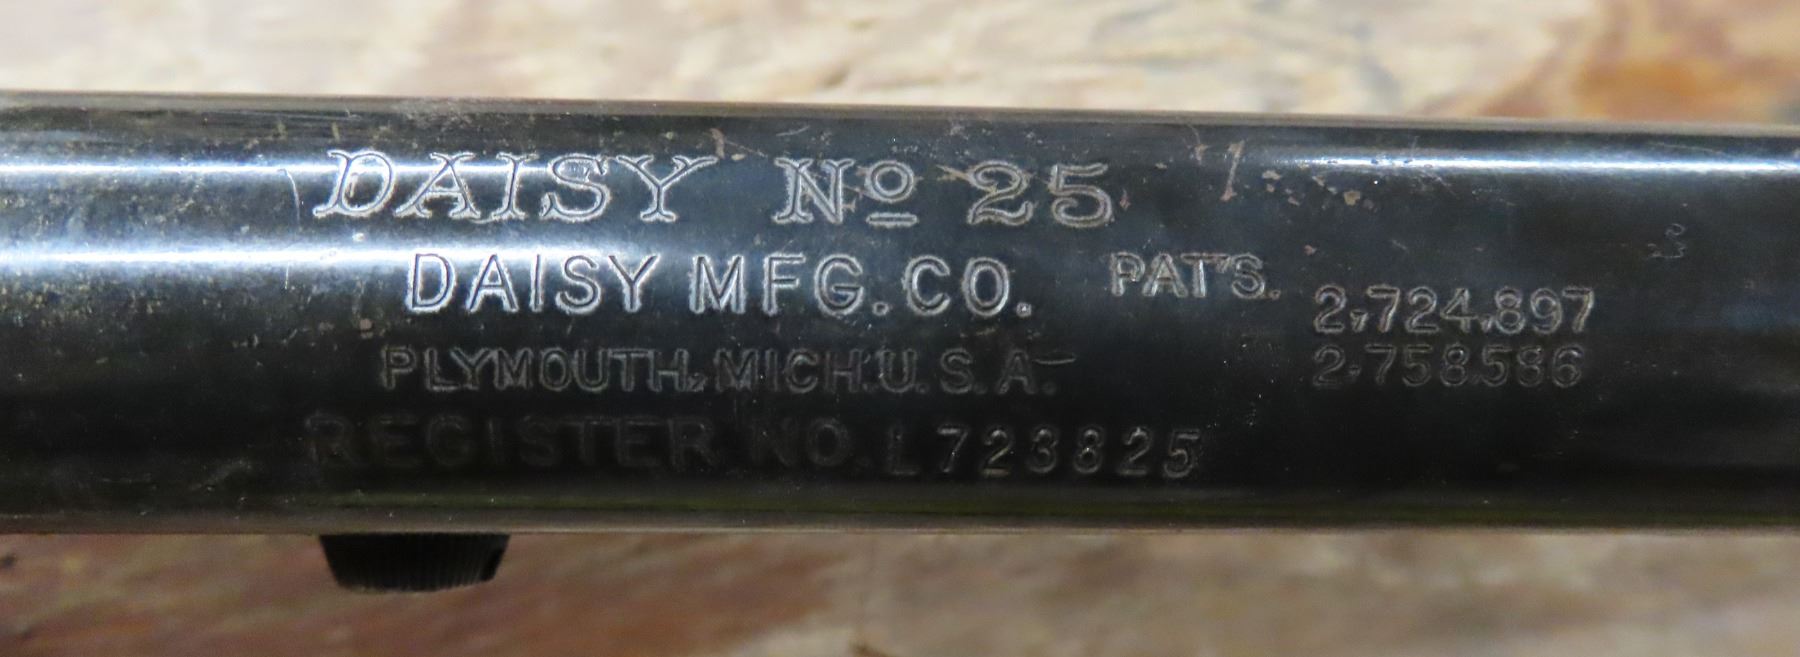 DAISY No 25
DAISY MFG. CO. PAT'S. 2,724,897
PLYMOUTH, MICH. U.S.A. 2,758,586
REGISTER NO. L723825